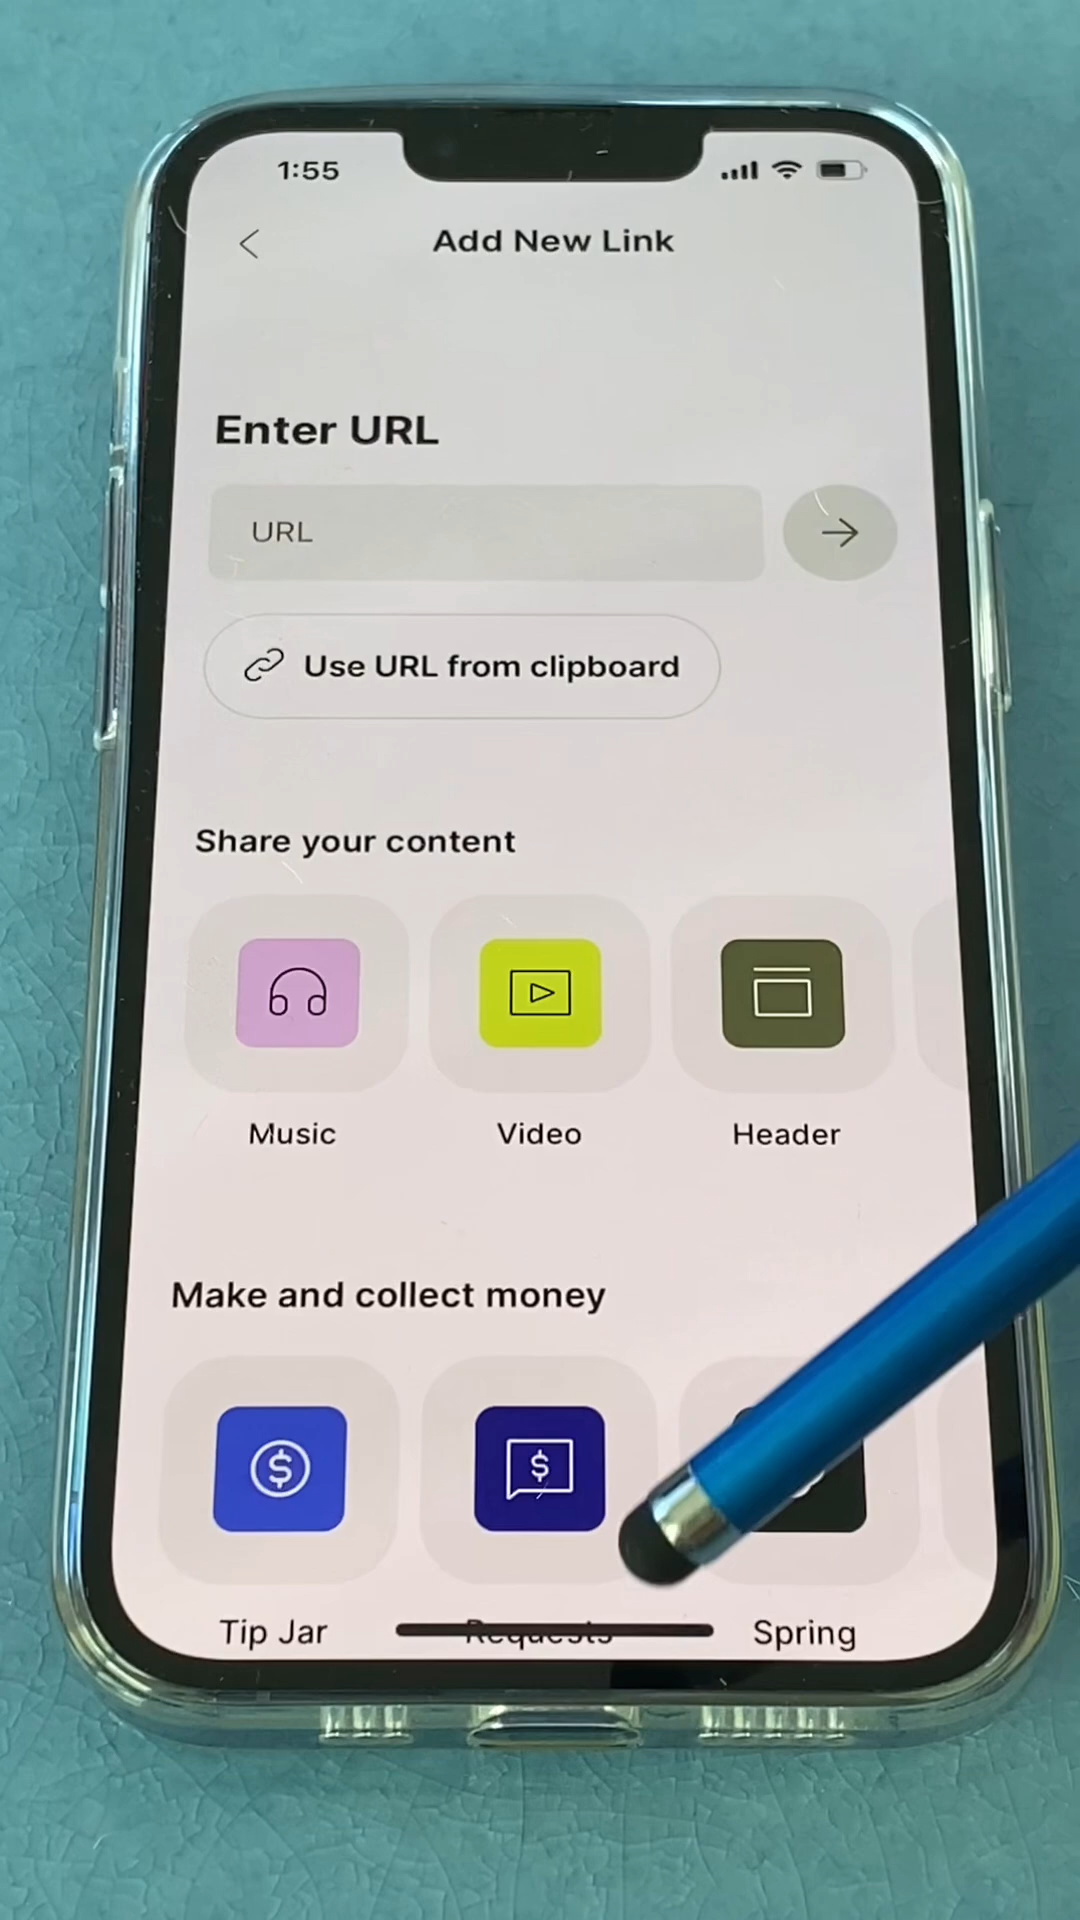 1:55
Add New Link
Enter URL
URL
Use URL from clipboard
Share your content
Music Video Header
Make and collect money
$ $
Tip Jar Requests Spring